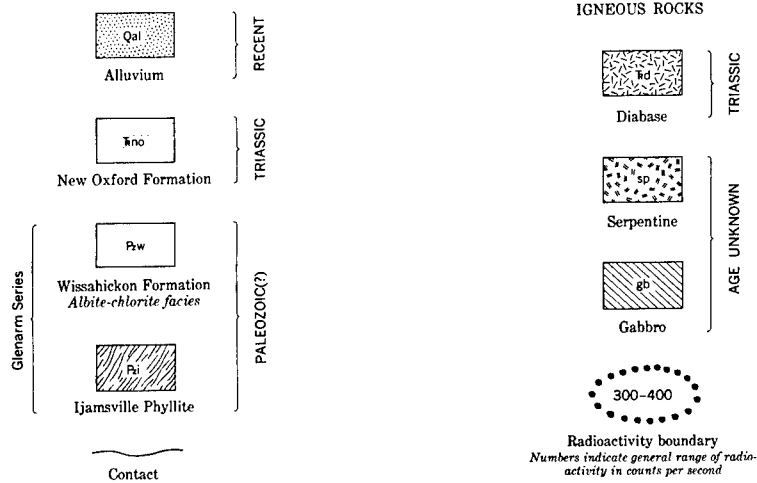 Qal
Alluvium
RECENT
Ƭno
New Oxford Formation
TRIASSIC
Pzw
Wissahickon Formation
Albite-chlorite facies
Pzi
Ijamsville Phyllite
Glenarm Series
PALEOZOIC(?)
Contact
IGNEOUS ROCKS
Ƭd
Diabase
TRIASSIC
sp
Serpentine
gb
Gabbro
AGE UNKNOWN
300–400
Radioactivity boundary
Numbers indicate general range of radio-
activity in counts per second